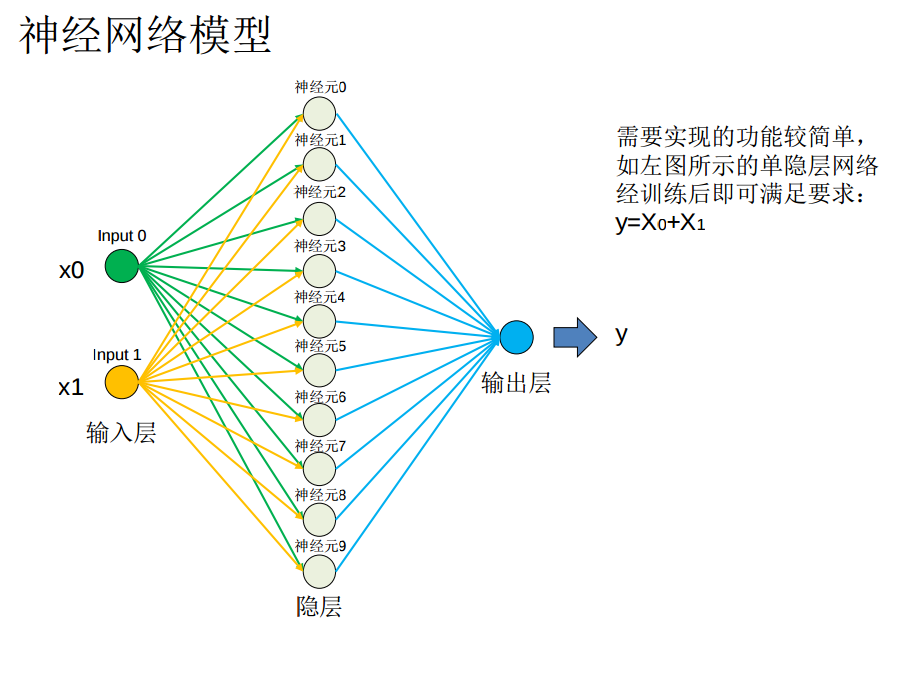 神经网络模型
神经元0
神经元1
神经元2
神经元3
神经元4
神经元5
神经元6
神经元7
神经元8
神经元9
隐层
Input 0
x0
Input 1
x1
输入层
输出层
y
需要实现的功能较简单，
如左图所示的单隐层网络
经训练后即可满足要求：
y=X0+X1